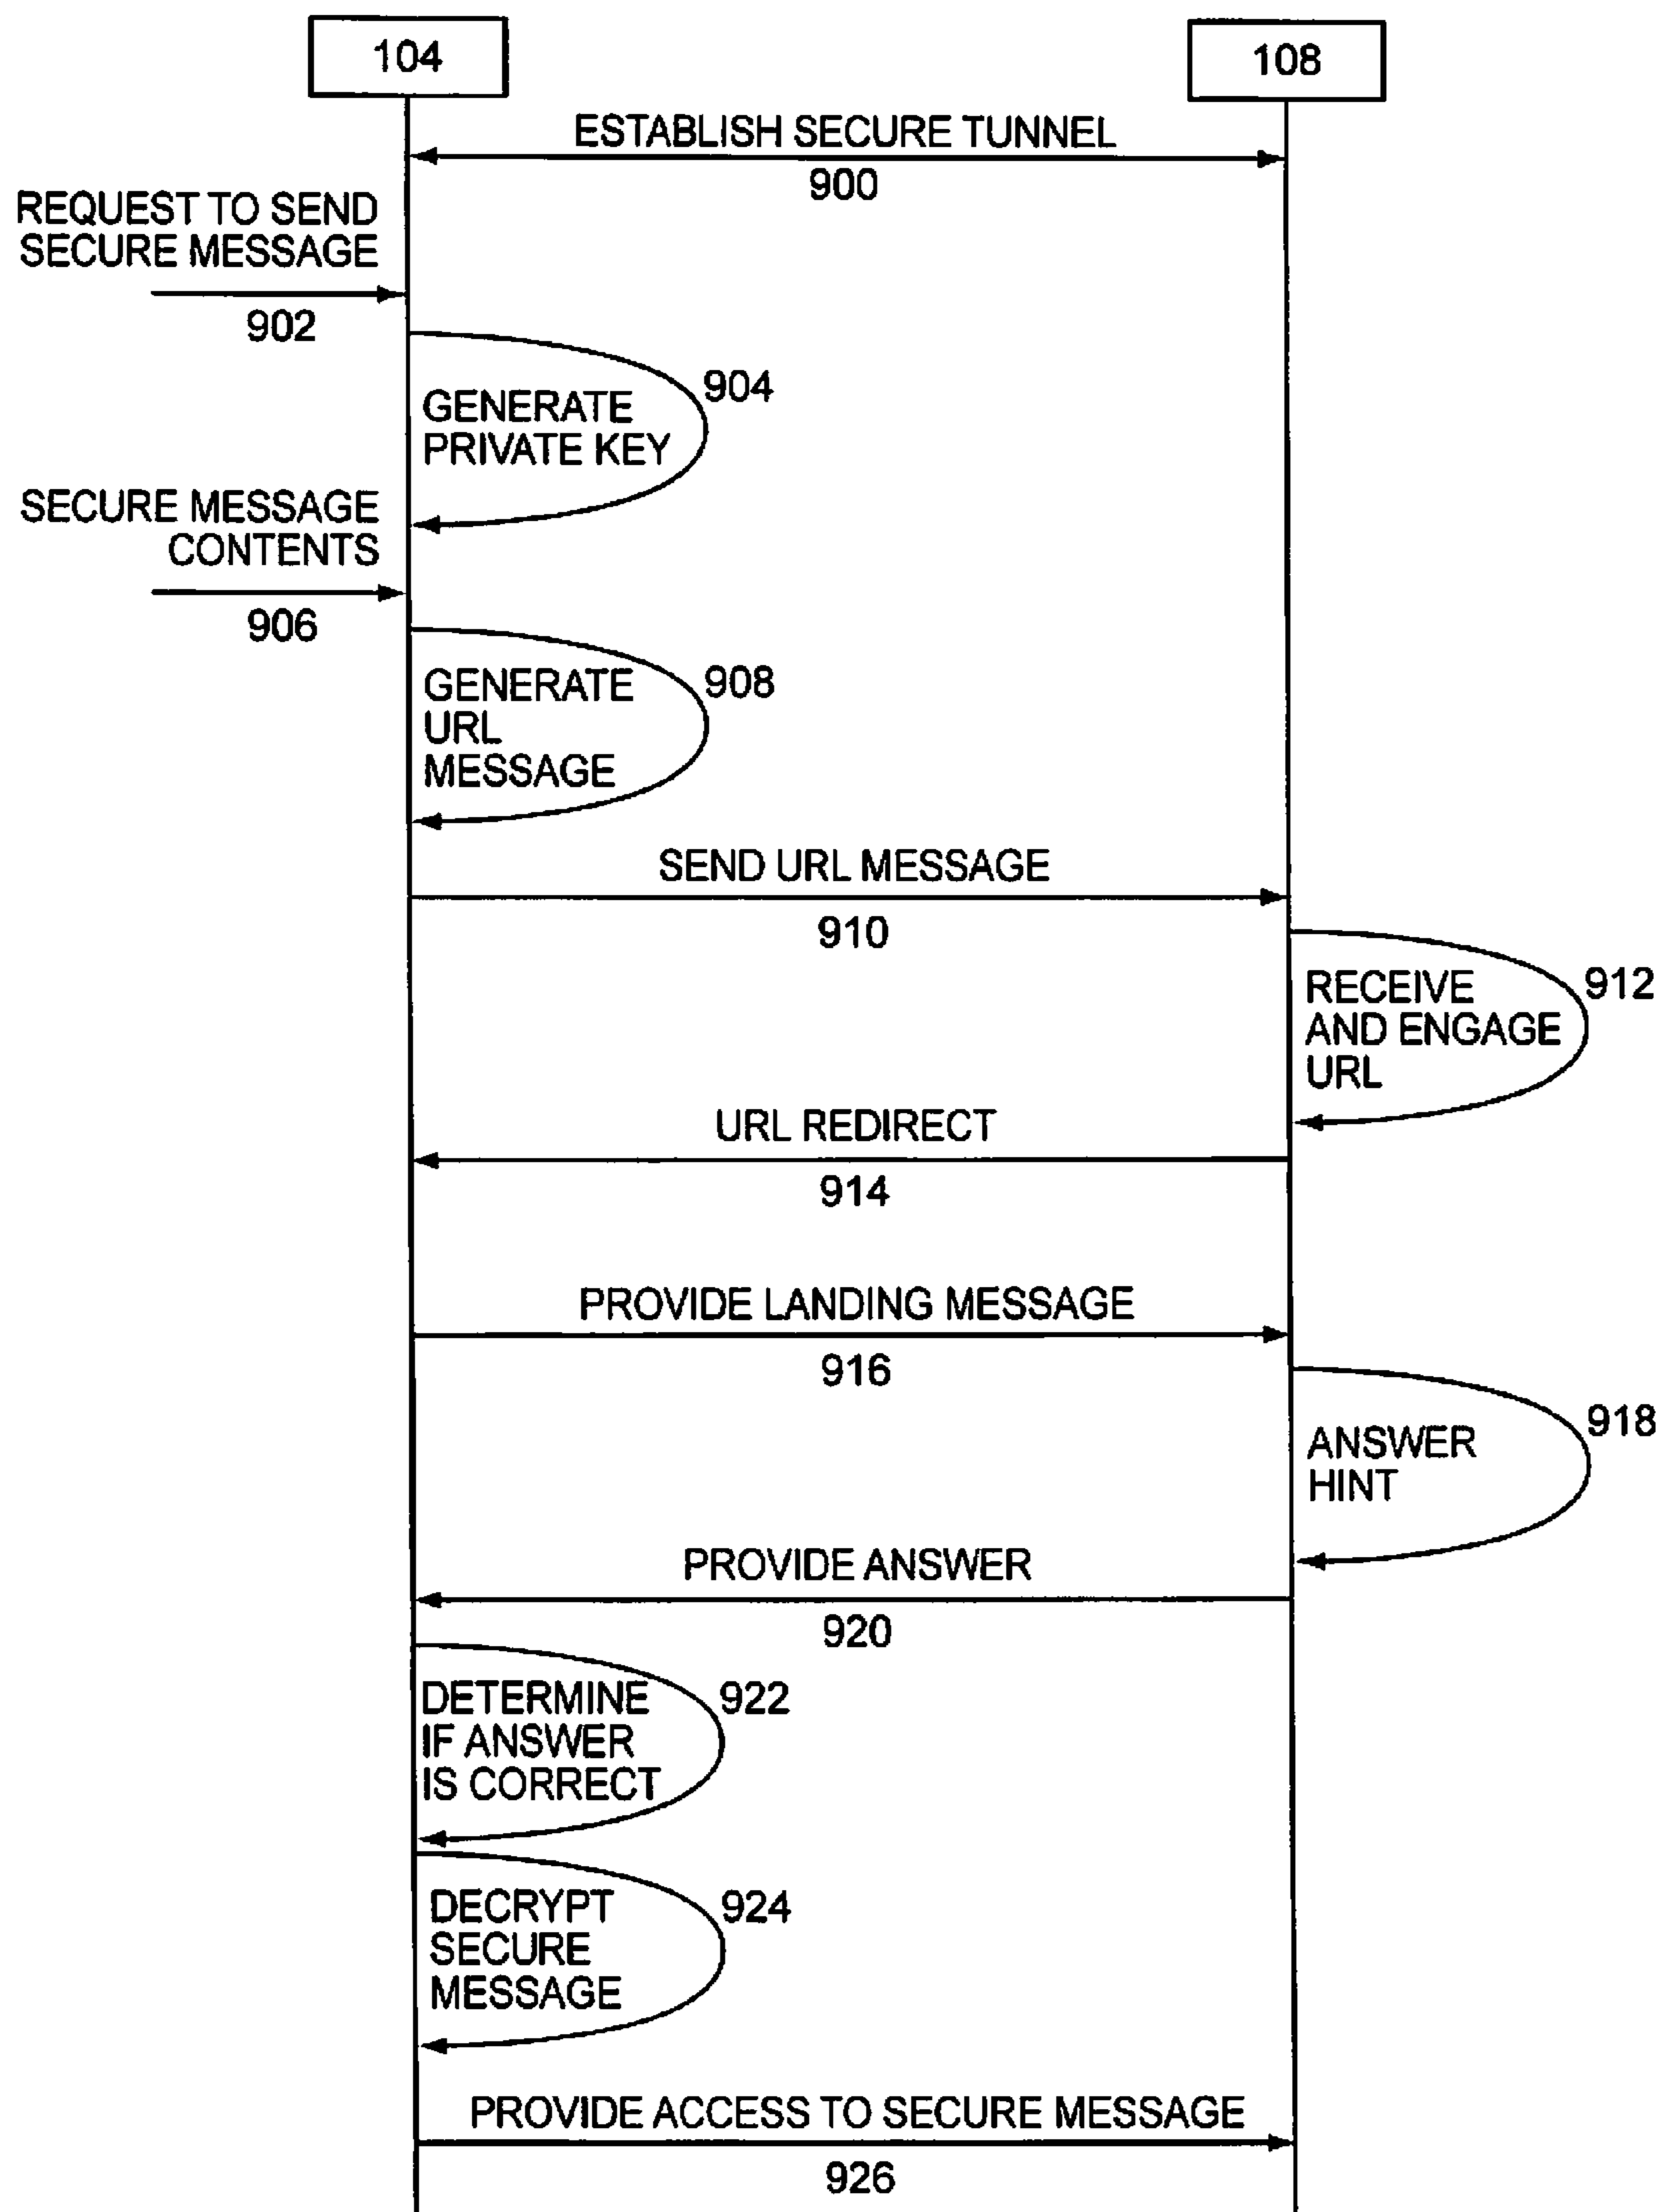 104
108
ESTABLISH SECURE TUNNEL
900
REQUEST TO SEND
SECURE MESSAGE
902
904
GENERATE
PRIVATE KEY
SECURE MESSAGE
CONTENTS
906
908
GENERATE
URL
MESSAGE
SEND URL MESSAGE
910
912
RECEIVE
AND ENGAGE
URL
URL REDIRECT
914
PROVIDE LANDING MESSAGE
916
918
ANSWER
HINT
PROVIDE ANSWER
920
922
DETERMINE
IF ANSWER
IS CORRECT
924
DECRYPT
SECURE
MESSAGE
PROVIDE ACCESS TO SECURE MESSAGE
926